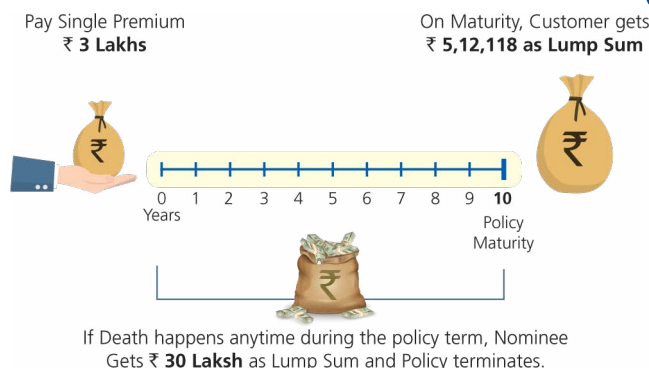 Pay Single Premium
₹ 3 Lakhs
On Maturity, Customer gets
₹ 5,12,118 as Lump Sum
₹
₹
0 1 2 3 4 5 6 7 8 9 10
Years
Policy
Maturity
₹
If Death happens anytime during the policy term, Nominee
Gets ₹ 30 Laksh as Lump Sum and Policy terminates.